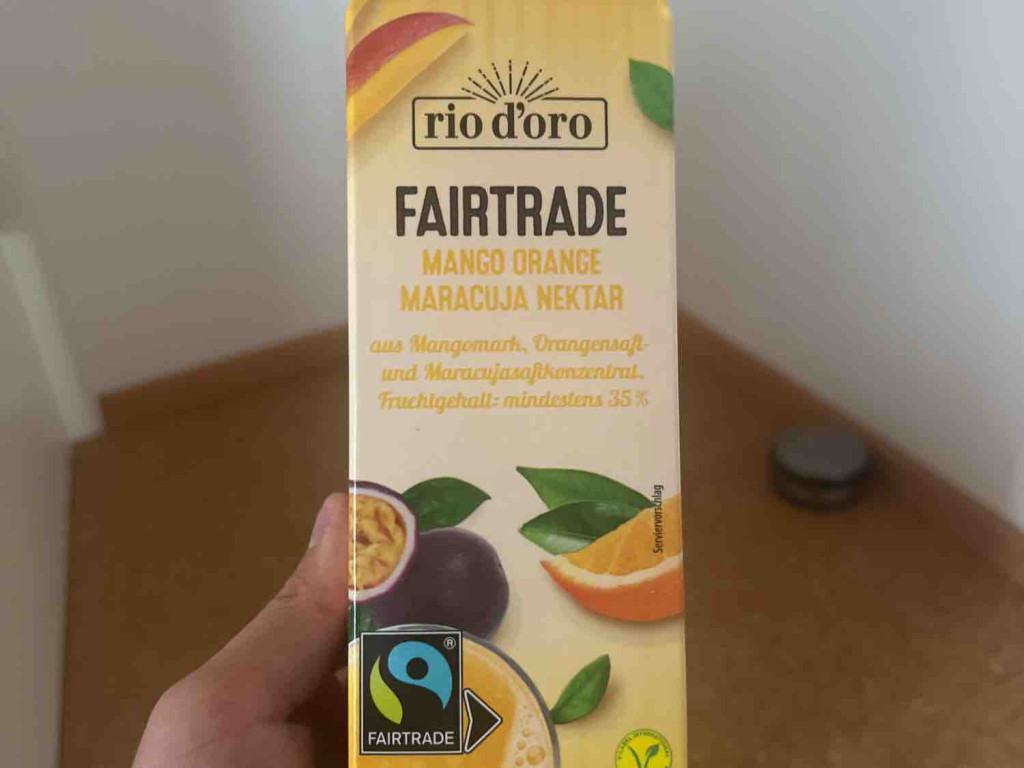 rio d'oro
FAIRTRADE
MANGO ORANGE
MARACUJA NEKTAR
aus Mangomark, Orangensaft-
und Maracujasaftkonzentrat.
Fruchtgehalt: mindestens 35 %
Serviervorschlag
®
FAIRTRADE